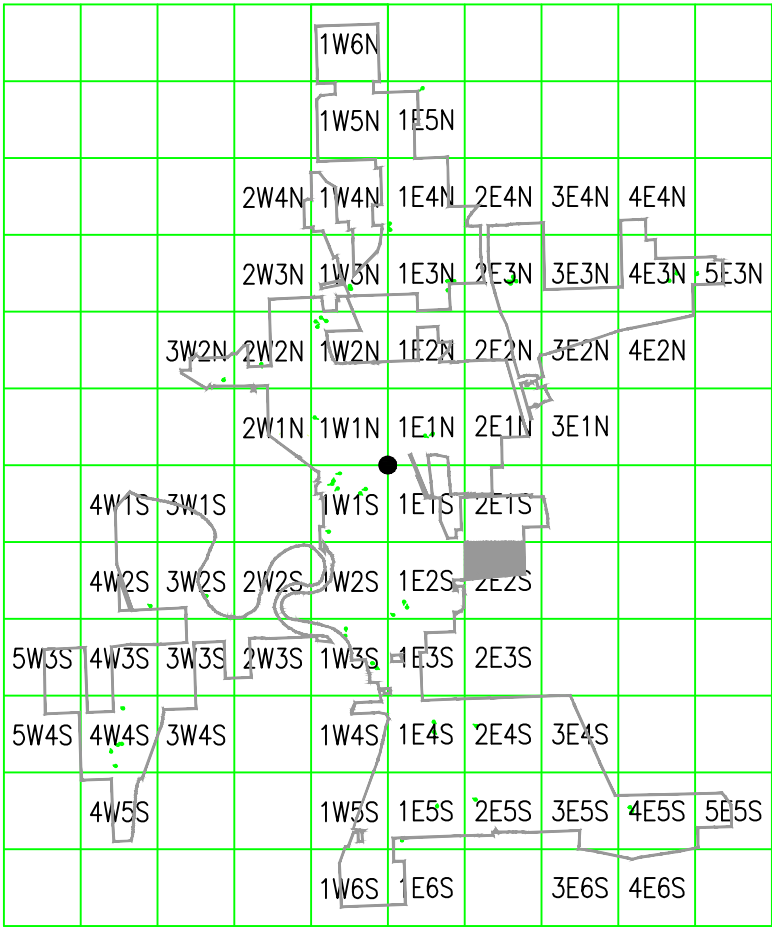 1W6N
1W5N 1E5N
2W4N 1W4N 1E4N 2E4N 3E4N 4E4N
2W3N 1W3N 1E3N 2E3N 3E3N 4E3N 5E3N
3W2N 2W2N 1W2N 1E2N 2E2N 3E2N 4E2N
2W1N 1W1N 1E1N 2E1N 3E1N
4W1S 3W1S 1W1S 1E1S 2E1S
4W2S 3W2S 2W2S 1W2S 1E2S 2E2S
5W3S 4W3S 3W3S 2W3S 1W3S 1E3S 2E3S
5W4S 4W4S 3W4S 1W4S 1E4S 2E4S 3E4S
4W5S 1W5S 1E5S 2E5S 3E5S 4E5S 5E5S
1W6S 1E6S 3E6S 4E6S